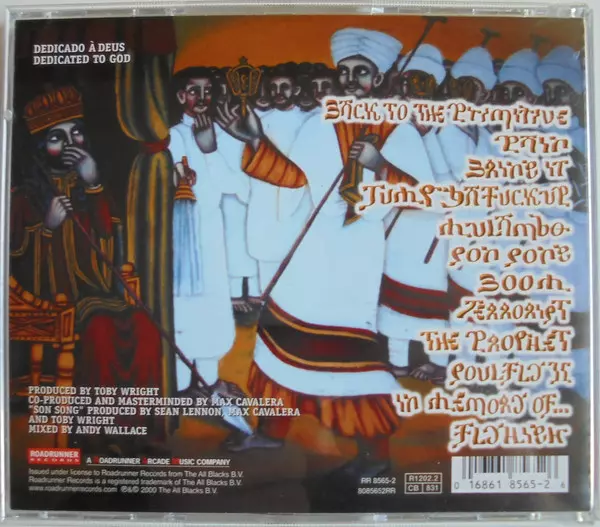 DEDICADO À DEUS
DEDICATED TO GOD
BACK TO THE PRIMITIVE
PAIN
BRING IT
JUMPDAFUCKUP
MULAMBO
SON SONG
BOOM
TERRORIST
THE PROPHET
SOULFLY II
IN MEMORY OF...
FLYHIGH
PRODUCED BY TOBY WRIGHT
CO-PRODUCED AND MASTERMINDED BY MAX CAVALERA
"SON SONG" PRODUCED BY SEAN LENNON, MAX CAVALERA
AND TOBY WRIGHT
MIXED BY ANDY WALLACE
ROADRUNNER
RECORDS
A ROADRUNNER ARCADE MUSIC COMPANY
Issued under license to Roadrunner Records from The All Blacks B.V.
Roadrunner Records is a registered trademark of The All Blacks B.V.
roadrunnerrecords.com ℗&© 2000 The All Blacks B.V.
RR 8565-2
8085652RR
R1202.2
CB 831
0 16861 8565-2 6